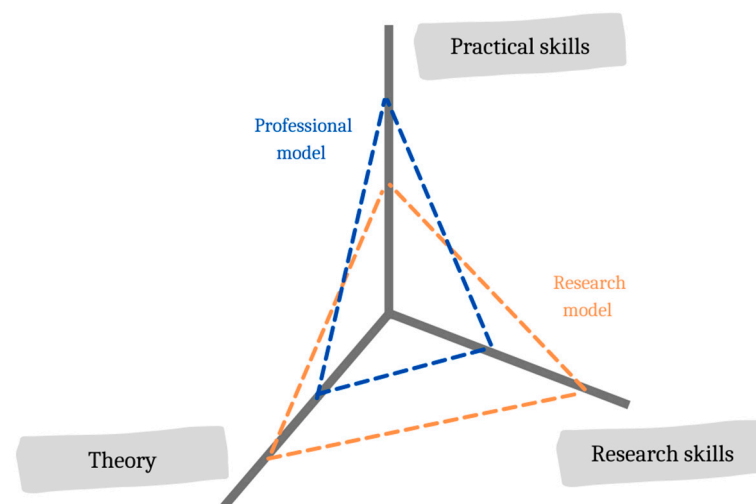 Practical skills
Professional
model
Research
model
Theory
Research skills